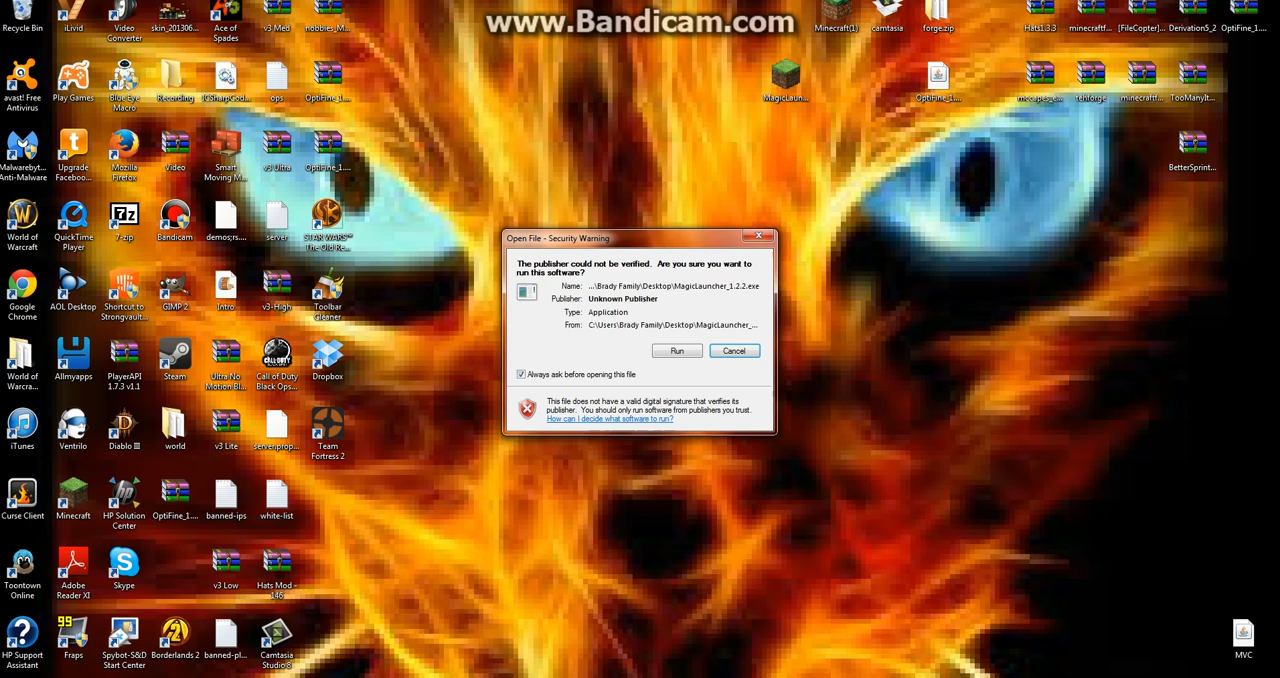 www.Bandicam.com
Recycle Bin
iLivid
Video
Converter
skin_201306...
Ace of
Spades
v3 Med
nobbies_M...
Minecraft(1)
camtasia
forge.zip
Hats1.3.3
minecraftf...
[FileCopter]...
Derivation5_2
OptiFine_1....
avast! Free
Antivirus
Play Games
Blue Eye
Macro
Recording
ICSharpCod...
ops
OptiFine_1....
MagicLaun...
OptiFine_1....
mccapes_e...
minecraftf...
TooManyIt...
Malwarebyt...
Anti-Malware
Upgrade
Faceboo...
Mozilla
Firefox
Video
Smart
Moving M...
v3 Ultra
OptiFine_1....
BetterSprint...
World of
Warcraft
QuickTime
Player
7-zip
Bandicam
demos;rs....
server
STAR WARS™
The Old Re...
Google
Chrome
AOL Desktop
Shortcut to
Strongvault...
GIMP 2
Intro
v3-High
Toolbar
Cleaner
World of
Warcra...
Allmyapps
PlayerAPI
1.7.3 v1.1
Steam
Ultra No
Motion Bl...
Call of Duty
Black Ops...
Dropbox
iTunes
Ventrilo
Diablo III
world
v3 Lite
server.prop...
Team
Fortress 2
Curse Client
Minecraft
HP Solution
Center
OptiFine_1....
banned-ips
white-list
Toontown
Online
Adobe
Reader XI
Skype
v3 Low
Hats Mod -
146
HP Support
Assistant
99
Fraps
Spybot-S&D
Start Center
Borderlands 2
banned-pl...
Camtasia
Studio 8
MVC
Open File - Security Warning
The publisher could not be verified. Are you sure you want to
run this software?
Name: ...\Brady Family\Desktop\MagicLauncher_1.2.2.exe
Publisher: Unknown Publisher
Type: Application
From: C:\Users\Brady Family\Desktop\MagicLauncher_...
Run
Cancel
Always ask before opening this file
This file does not have a valid digital signature that verifies its
publisher. You should only run software from publishers you trust.
How can I decide what software to run?